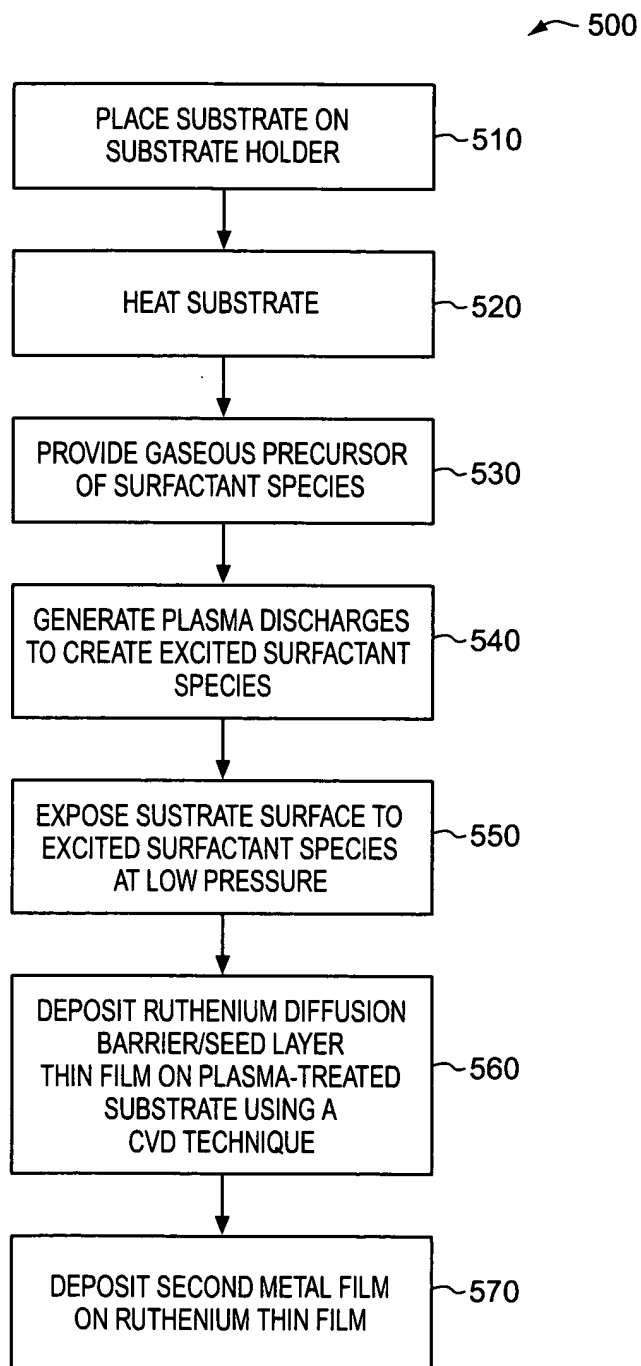 500
PLACE SUBSTRATE ON
SUBSTRATE HOLDER
510
HEAT SUBSTRATE
520
PROVIDE GASEOUS PRECURSOR
OF SURFACTANT SPECIES
530
GENERATE PLASMA DISCHARGES
TO CREATE EXCITED SURFACTANT
SPECIES
540
EXPOSE SUSTRATE SURFACE TO
EXCITED SURFACTANT SPECIES
AT LOW PRESSURE
550
DEPOSIT RUTHENIUM DIFFUSION
BARRIER/SEED LAYER
THIN FILM ON PLASMA-TREATED
SUBSTRATE USING A
CVD TECHNIQUE
560
DEPOSIT SECOND METAL FILM
ON RUTHENIUM THIN FILM
570